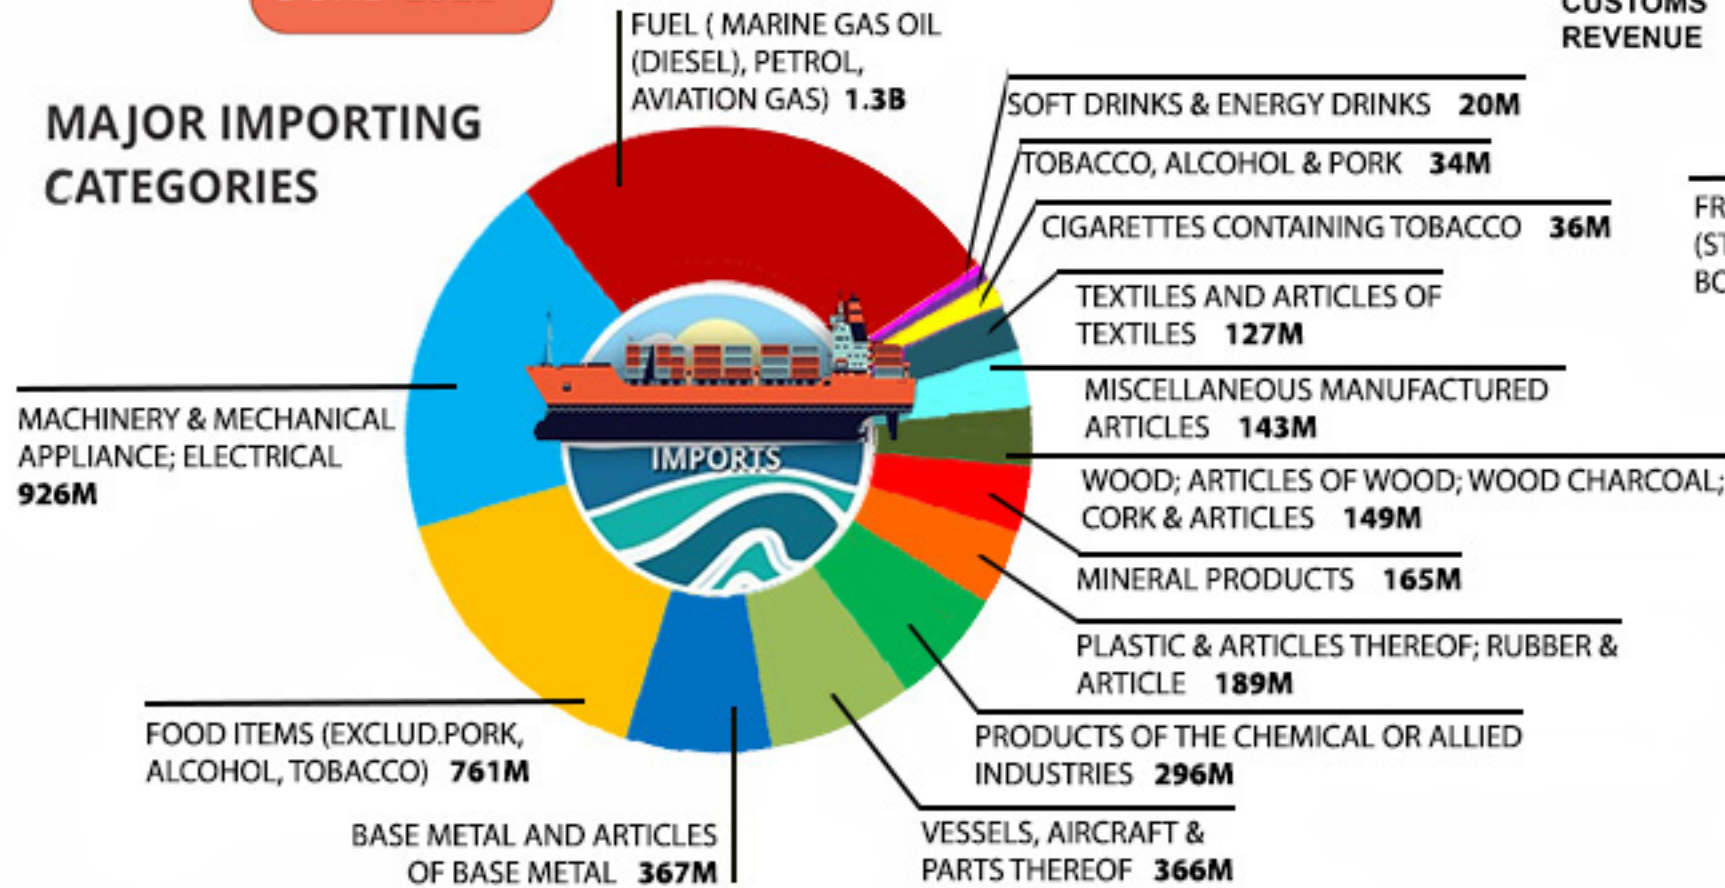 FUEL ( MARINE GAS OIL
(DIESEL), PETROL,
AVIATION GAS) 1.3B
CUSTOMS
REVENUE
MAJOR IMPORTING
CATEGORIES
SOFT DRINKS & ENERGY DRINKS 20M
TOBACCO, ALCOHOL & PORK 34M
CIGARETTES CONTAINING TOBACCO 36M
TEXTILES AND ARTICLES OF
TEXTILES 127M
MISCELLANEOUS MANUFACTURED
ARTICLES 143M
MACHINERY & MECHANICAL
APPLIANCE; ELECTRICAL
926M
IMPORTS
WOOD; ARTICLES OF WOOD; WOOD CHARCOAL;
CORK & ARTICLES 149M
MINERAL PRODUCTS 165M
PLASTIC & ARTICLES THEREOF; RUBBER &
ARTICLE 189M
PRODUCTS OF THE CHEMICAL OR ALLIED
INDUSTRIES 296M
FOOD ITEMS (EXCLUD.PORK,
ALCOHOL, TOBACCO) 761M
BASE METAL AND ARTICLES
OF BASE METAL 367M
VESSELS, AIRCRAFT &
PARTS THEREOF 366M